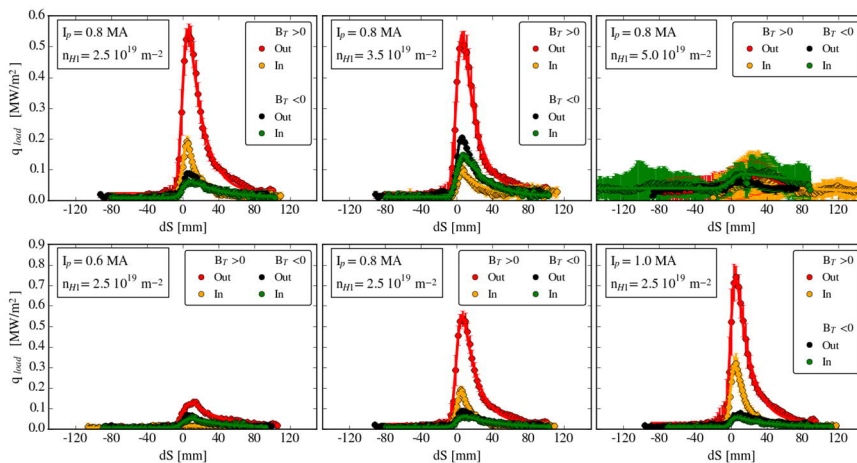 q load [MW/m²]
0.6
0.5
0.4
0.3
0.2
0.1
0.0
I_p = 0.8 MA
n_H1 = 2.5 10^19 m^-2
B_T >0
Out
In
B_T <0
Out
In
-120 -80 -40 0 40 80 120
dS [mm]
I_p = 0.8 MA
n_H1 = 3.5 10^19 m^-2
B_T >0
Out
In
B_T <0
Out
In
-120 -80 -40 0 40 80 120
dS [mm]
I_p = 0.8 MA
n_H1 = 5.0 10^19 m^-2
B_T >0 B_T <0
Out Out
In In
-120 -80 -40 0 40 80 120
dS [mm]
q load [MW/m²]
0.9
0.8
0.7
0.6
0.5
0.4
0.3
0.2
0.1
0.0
I_p = 0.6 MA
n_H1 = 2.5 10^19 m^-2
B_T >0 B_T <0
Out Out
In In
-120 -80 -40 0 40 80 120
dS [mm]
I_p = 0.8 MA
n_H1 = 2.5 10^19 m^-2
B_T >0 B_T <0
Out Out
In In
-120 -80 -40 0 40 80 120
dS [mm]
I_p = 1.0 MA
n_H1 = 2.5 10^19 m^-2
B_T >0
Out
In
B_T <0
Out
In
-120 -80 -40 0 40 80 120
dS [mm]